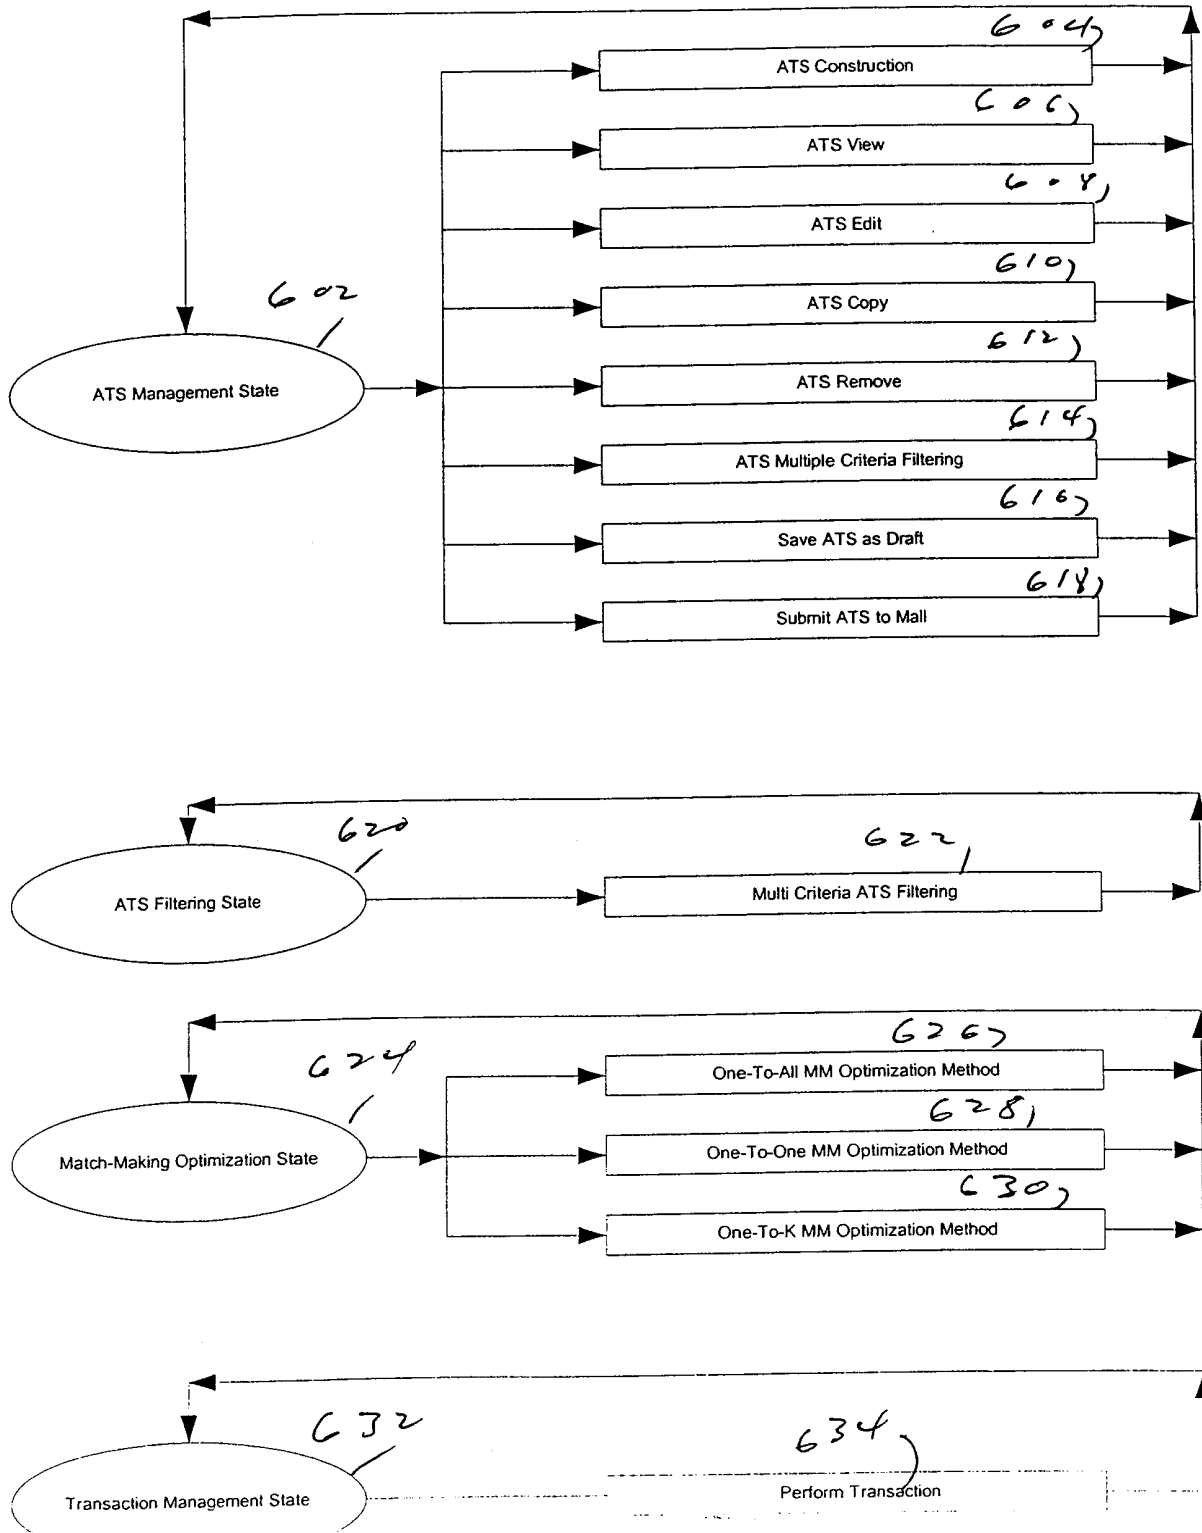 604
ATS Construction
606
ATS View
608
ATS Edit
610
ATS Copy
602
612
ATS Management State
ATS Remove
614
ATS Multiple Criteria Filtering
616
Save ATS as Draft
618
Submit ATS to Mall
620
622
ATS Filtering State
Multi Criteria ATS Filtering
626
624
One-To-All MM Optimization Method
628
Match-Making Optimization State
One-To-One MM Optimization Method
630
One-To-K MM Optimization Method
632
634
Transaction Management State
Perform Transaction